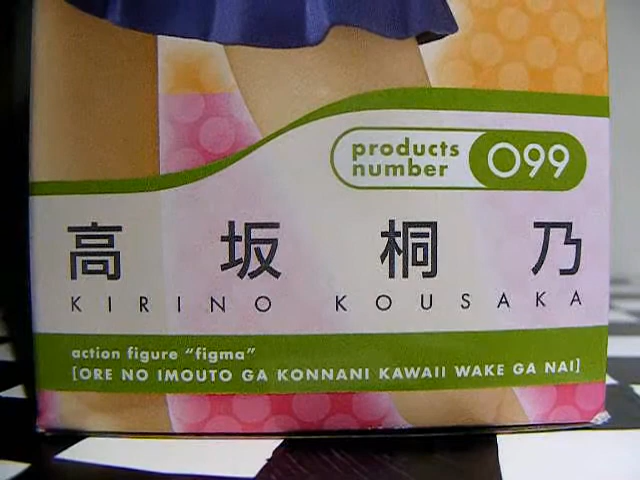 products
number 099
高坂桐乃
KIRINO KOUSAKA
action figure "figma"
[ORE NO IMOUTO GA KONNANI KAWAII WAKE GA NAI]